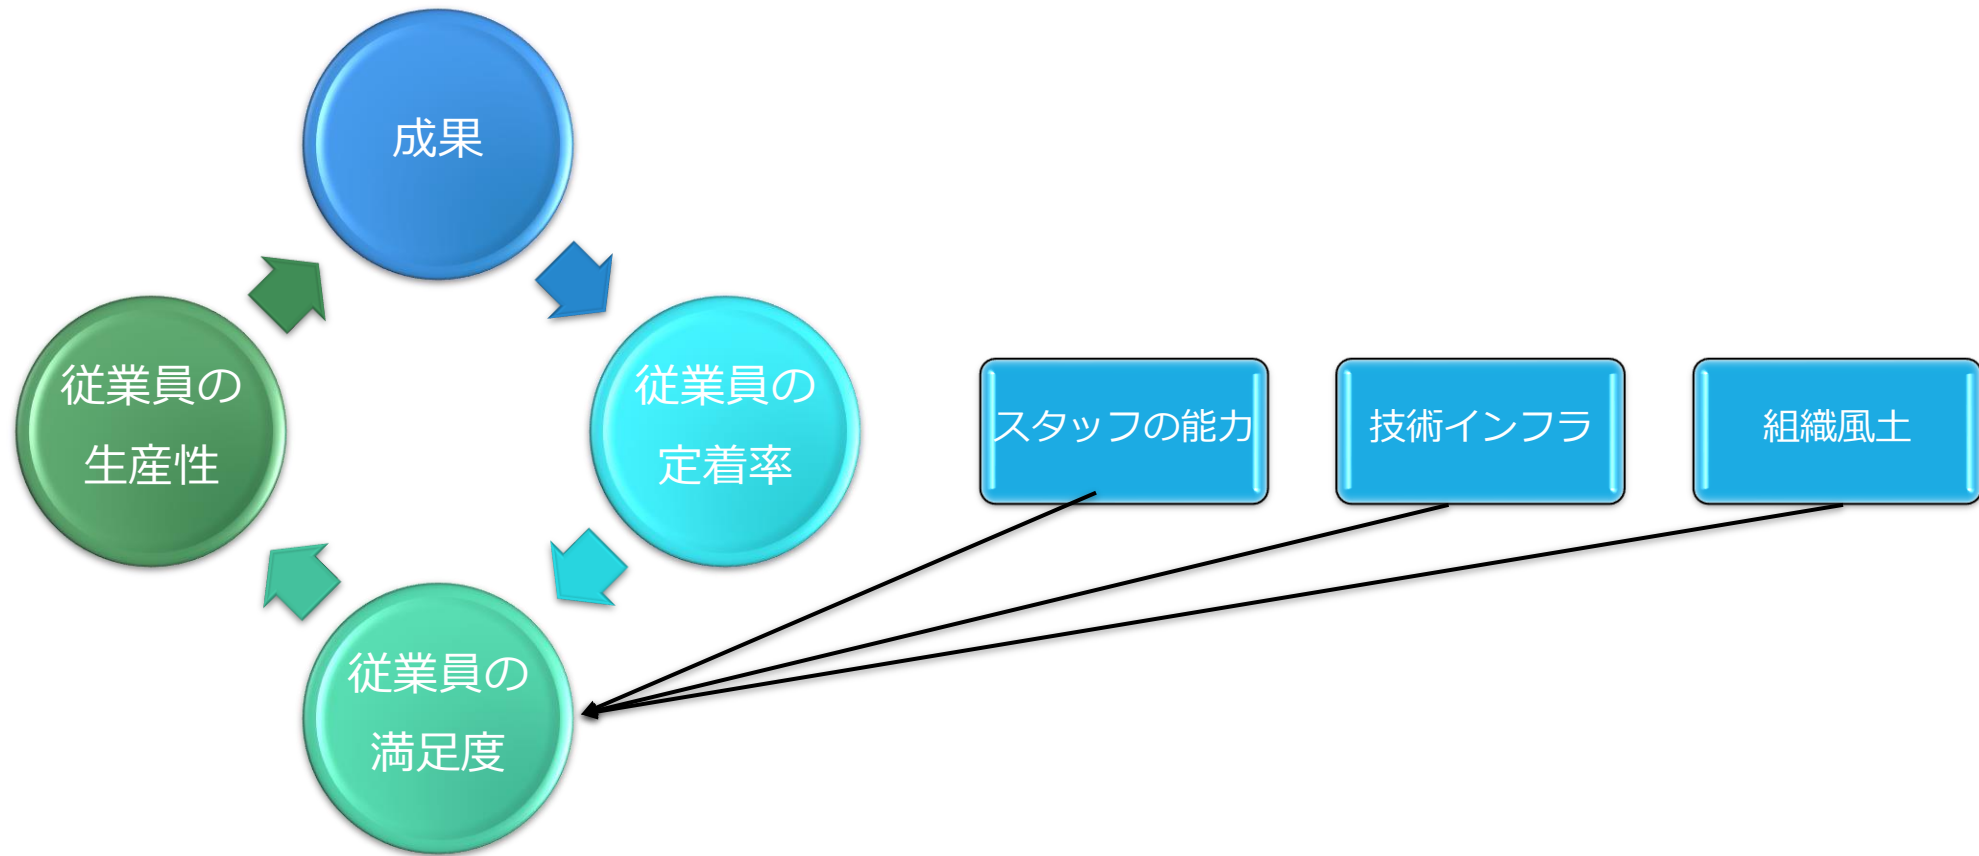 成果
従業員の
生産性
従業員の
定着率
従業員の
満足度
スタッフの能力
技術インフラ
組織風土